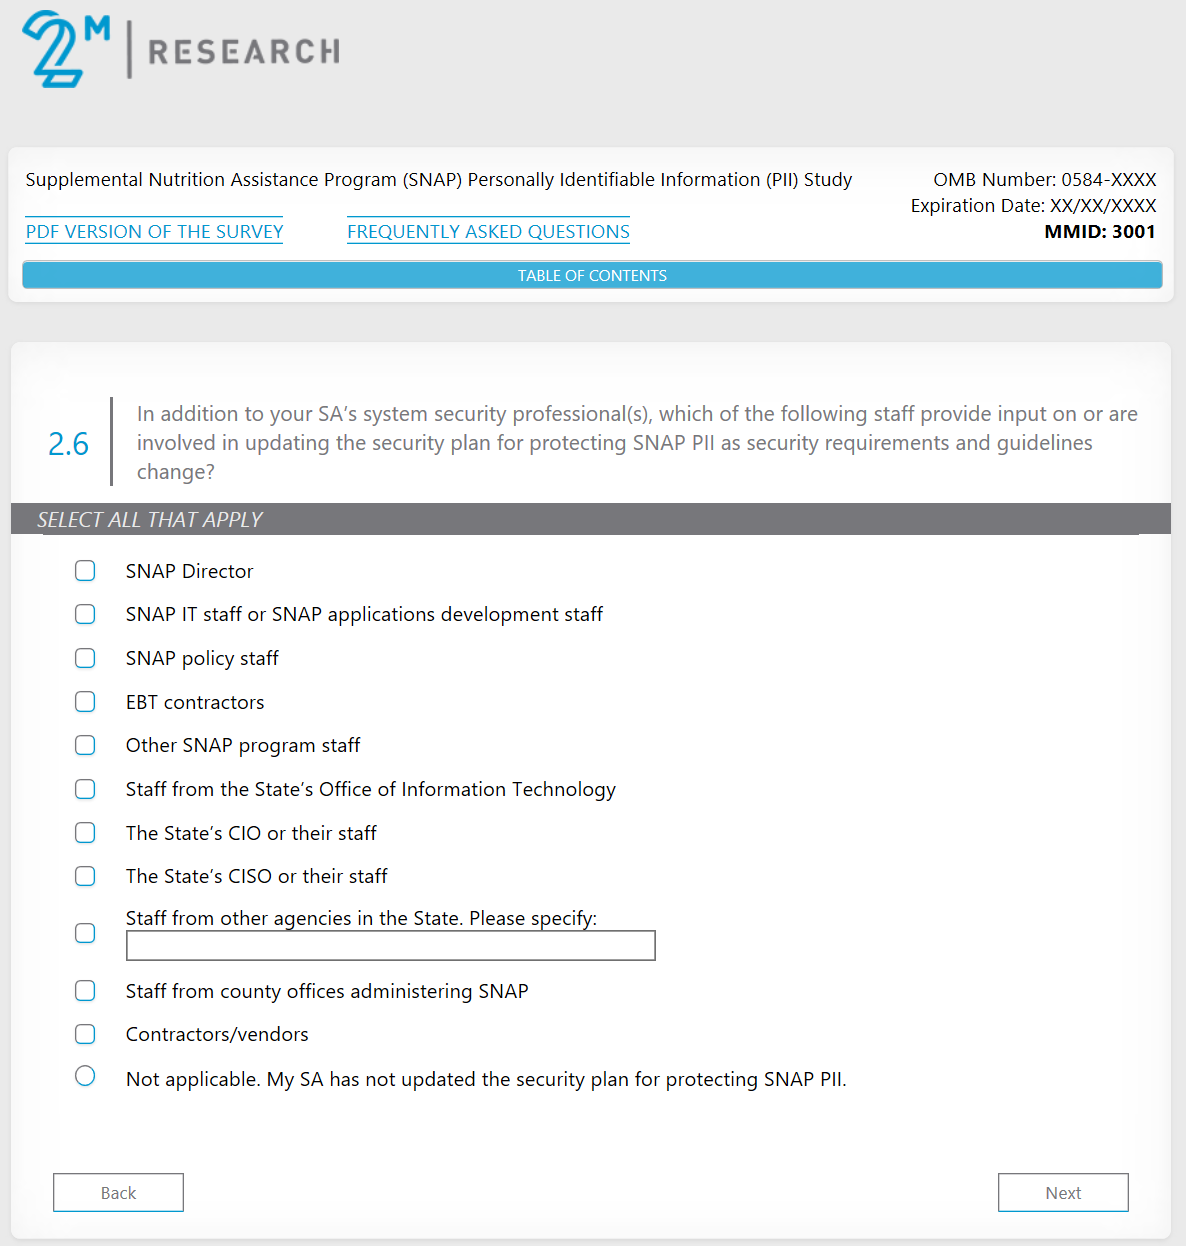 2M RESEARCH
Supplemental Nutrition Assistance Program (SNAP) Personally Identifiable Information (PII) Study
OMB Number: 0584-XXXX
Expiration Date: XX/XX/XXXX
PDF VERSION OF THE SURVEY
FREQUENTLY ASKED QUESTIONS
MMID: 3001
TABLE OF CONTENTS
2.6
In addition to your SA’s system security professional(s), which of the following staff provide input on or are
involved in updating the security plan for protecting SNAP PII as security requirements and guidelines
change?
SELECT ALL THAT APPLY
SNAP Director
SNAP IT staff or SNAP applications development staff
SNAP policy staff
EBT contractors
Other SNAP program staff
Staff from the State’s Office of Information Technology
The State’s CIO or their staff
The State’s CISO or their staff
Staff from other agencies in the State. Please specify:
Staff from county offices administering SNAP
Contractors/vendors
Not applicable. My SA has not updated the security plan for protecting SNAP PII.
Back
Next